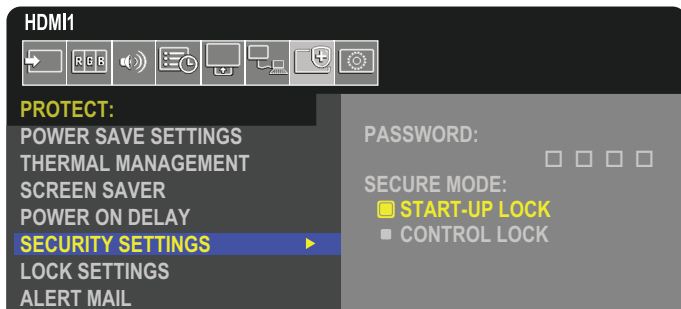 HDMI1
RGB
PROTECT:
POWER SAVE SETTINGS
THERMAL MANAGEMENT
SCREEN SAVER
POWER ON DELAY
SECURITY SETTINGS
LOCK SETTINGS
ALERT MAIL
PASSWORD:
SECURE MODE:
START-UP LOCK
CONTROL LOCK